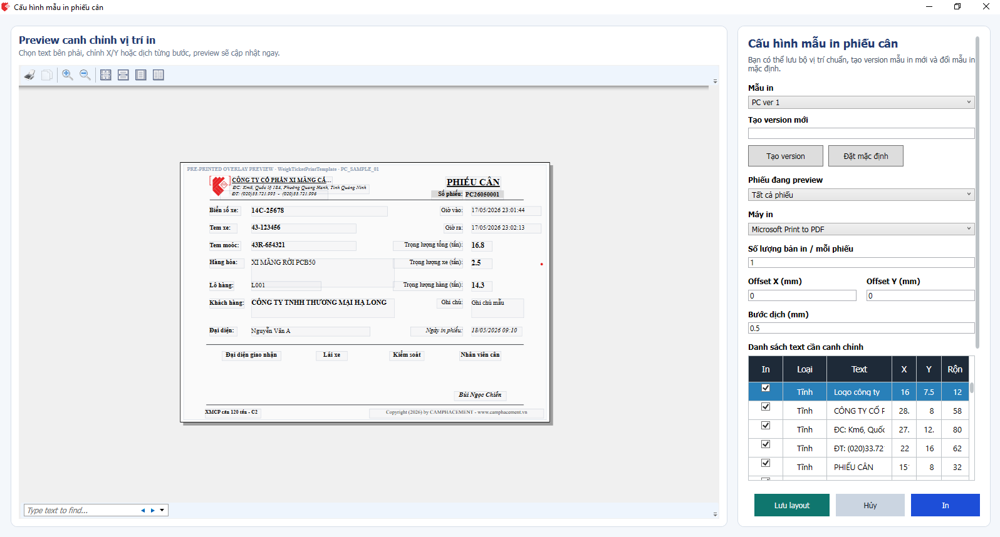 Cấu hình mẫu in phiếu cân
Preview canh chỉnh vị trí in
Chọn text bên phải, chỉnh X/Y hoặc dịch từng bước, preview sẽ cập nhật ngay.
PRE-PRINTED OVERLAY PREVIEW - WeighTicketPrintTemplate - PC_SAMPLE_01
CÔNG TY CỔ PHẦN XI MĂNG CẨ...
ĐC: Km6, Quốc lộ 18A, Phường Quang Hanh, Tỉnh Quảng Ninh
ĐT: (020)33.721.995 - (020)33.721.996
PHIẾU CÂN
Số phiếu: PC26050001
Biển số xe: 14C-25678 Giờ vào: 17/05/2026 23:01:44
Tem xe: 43-123456 Giờ ra: 17/05/2026 23:02:13
Tem moóc: 43R-654321 Trọng lượng tổng (tấn): 16.8
Hàng hóa: XI MĂNG RỜI PCB50 Trọng lượng xe (tấn): 2.5
Lô hàng: L001 Trọng lượng hàng (tấn): 14.3
Khách hàng: CÔNG TY TNHH THƯƠNG MẠI HẠ LONG Ghi chú: Ghi chú mẫu
Đại diện: Nguyễn Văn A Ngày in phiếu: 18/05/2026 09:10
Đại diện giao nhận Lái xe Kiểm soát Nhân viên cân
Bùi Ngọc Chiến
XMCP cân 120 tấn - C2 Copyright (2026) by CAMPHACEMENT - www.camphacement.vn
Type text to find...
Cấu hình mẫu in phiếu cân
Bạn có thể lưu bộ vị trí chuẩn, tạo version mẫu in mới và đổi mẫu in
mặc định.
Mẫu in
PC ver 1
Tạo version mới
Tạo version Đặt mặc định
Phiếu đang preview
Tất cả phiếu
Máy in
Microsoft Print to PDF
Số lượng bản in / mỗi phiếu
1
Offset X (mm) Offset Y (mm)
0 0
Bước dịch (mm)
0.5
Danh sách text cần canh chỉnh
In Loại Text X Y Rộn
Tĩnh Logo công ty 16 7.5 12
Tĩnh CÔNG TY CỔ P 28. 8 58
Tĩnh ĐC: Km6, Quốc 27. 12. 80
Tĩnh ĐT: (020)33.72 22 16 62
Tĩnh PHIẾU CÂN 15 8 32
Lưu layout Hủy In